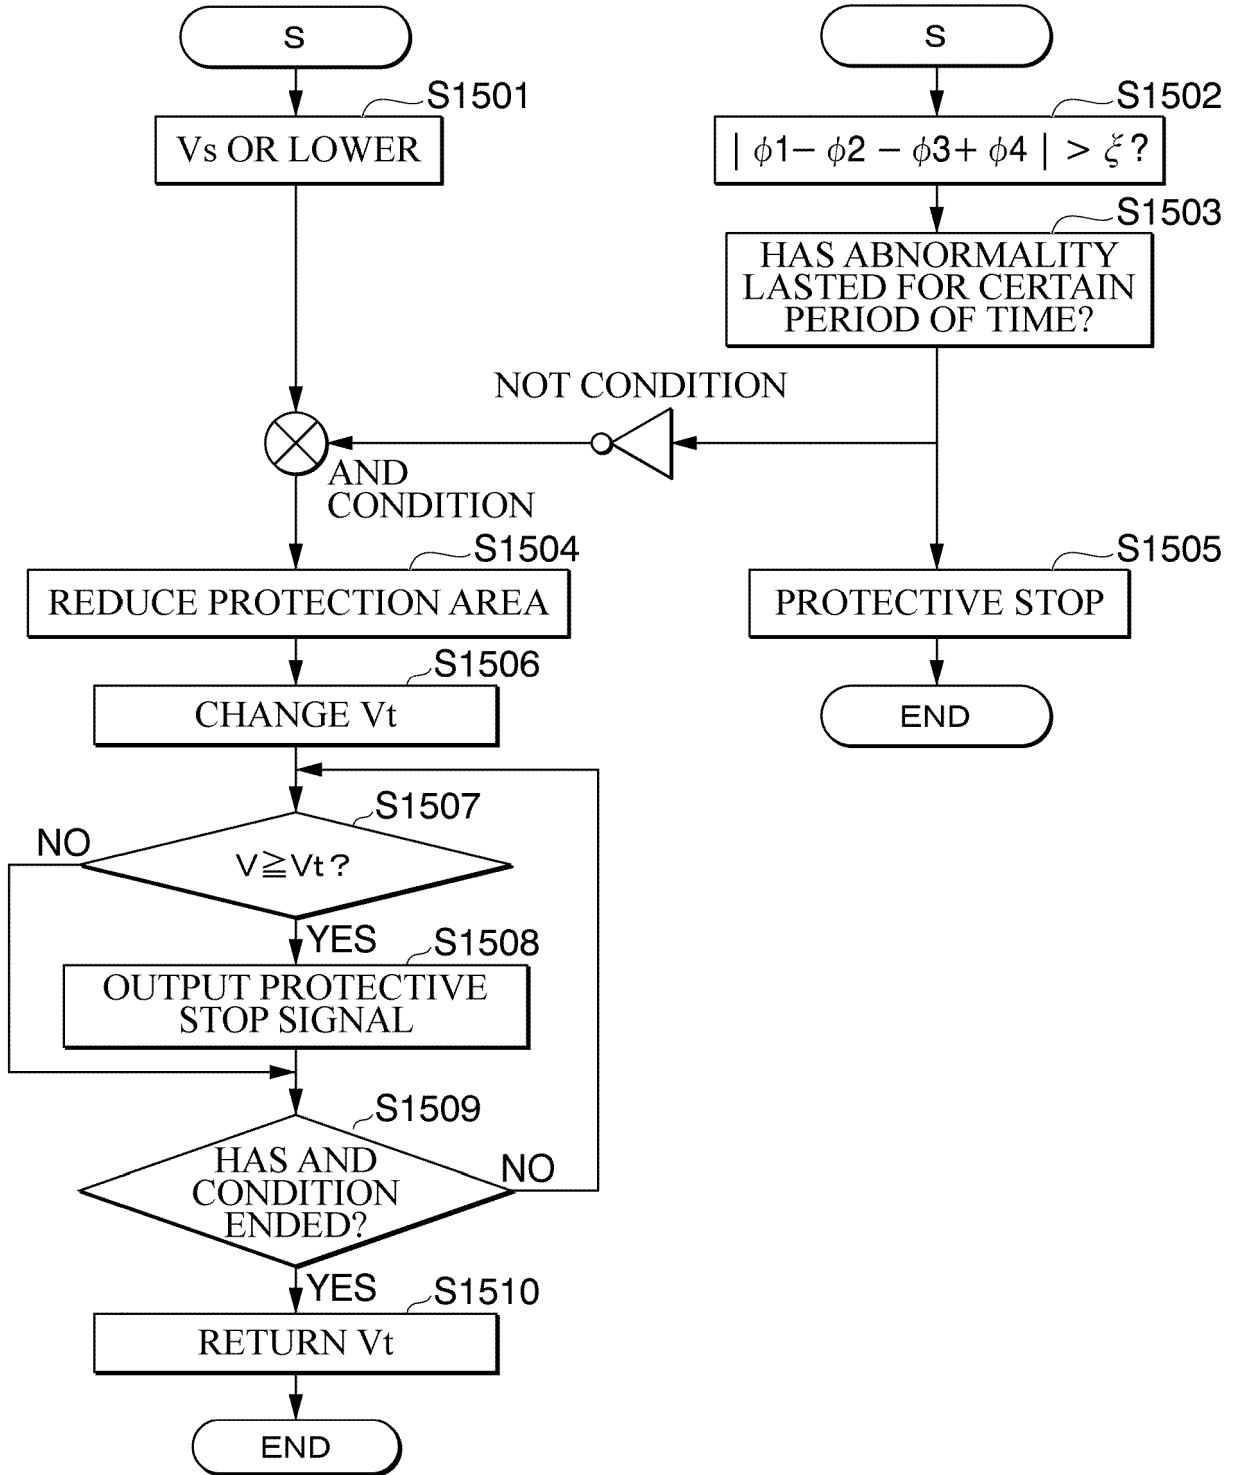 S
S1501
Vs OR LOWER
S
S1502
| ϕ1− ϕ2 − ϕ3+ ϕ4 | > ξ?
S1503
HAS ABNORMALITY
LASTED FOR CERTAIN
PERIOD OF TIME?
NOT CONDITION
AND
CONDITION
S1504
REDUCE PROTECTION AREA
S1505
PROTECTIVE STOP
END
S1506
CHANGE Vt
S1507
NO
V≧Vt?
YES
S1508
OUTPUT PROTECTIVE
STOP SIGNAL
S1509
HAS AND
CONDITION
ENDED?
NO
YES
S1510
RETURN Vt
END